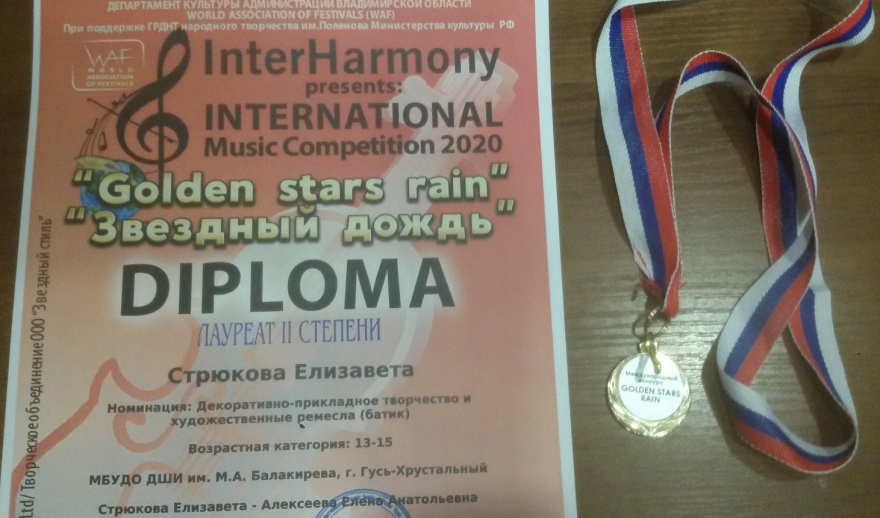 ДЕПАРТАМЕНТ КУЛЬТУРЫ АДМИНИСТРАЦИИ ВЛАДИМИРСКОЙ ОБЛАСТИ
WORLD ASSOCIATION OF FESTIVALS (WAF)
При поддержке ГРДНТ народного творчества им.Поленова Министерства культуры РФ
WAF
WORLD
ASSOCIATION
OF FESTIVALS
InterHarmony
presents:
INTERNATIONAL
Music Competition 2020
"Golden stars rain"
"Звездный дождь"
DIPLOMA
ЛАУРЕАТ II СТЕПЕНИ
Стрюкова Елизавета
Номинация: Декоративно-прикладное творчество и
художественные ремесла (батик)
Возрастная категория: 13-15
МБУДО ДШИ им. М.А. Балакирева, г. Гусь-Хрустальный
Стрюкова Елизавета - Алексеева Елена Анатольевна
Ltd/Творческое объединение ООО "Звездный стиль"
Международный
конкурс
GOLDEN STARS
RAIN